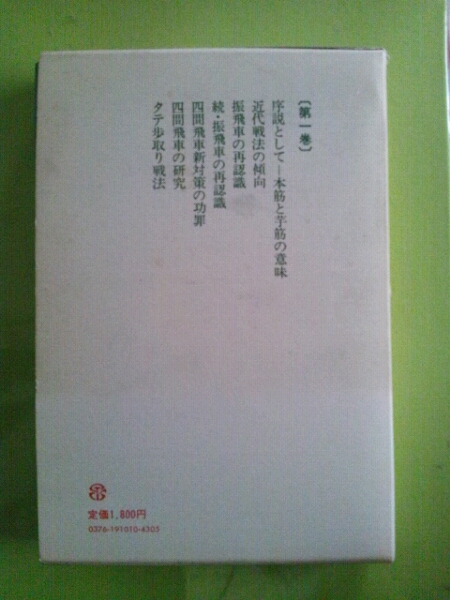 〔第一巻〕
序説として―本筋と芋筋の意味
近代戦法の傾向
振飛車の再認識
続・振飛車の再認識
四間飛車新対策の功罪
四間飛車の研究
タテ歩取り戦法
定価1,800円
0376-191070-4303